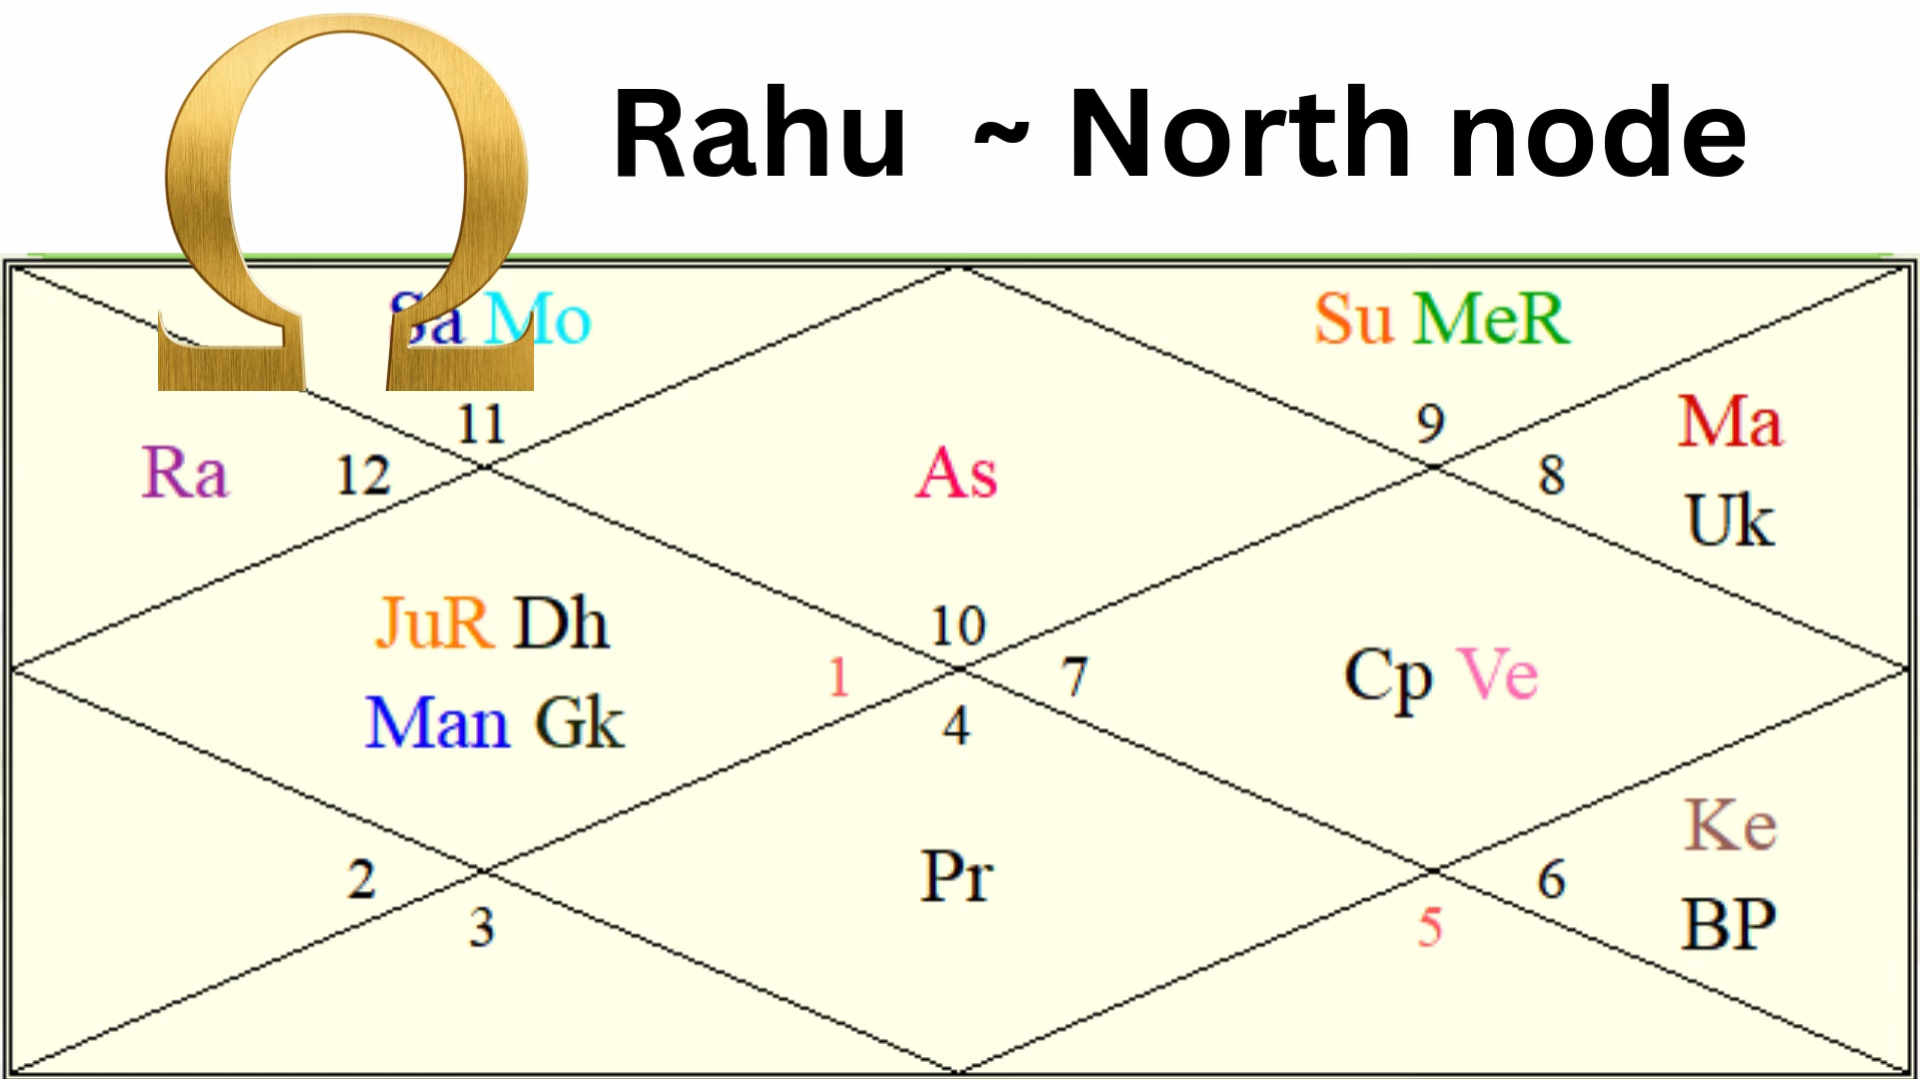 Rahu ~ North node
Sa Mo
Su MeR
11
9
Ma
Ra 12
As
8
Uk
JuR Dh
10
1
7
Cp Ve
Man Gk
4
Ke
2
Pr
6
3
5
BP